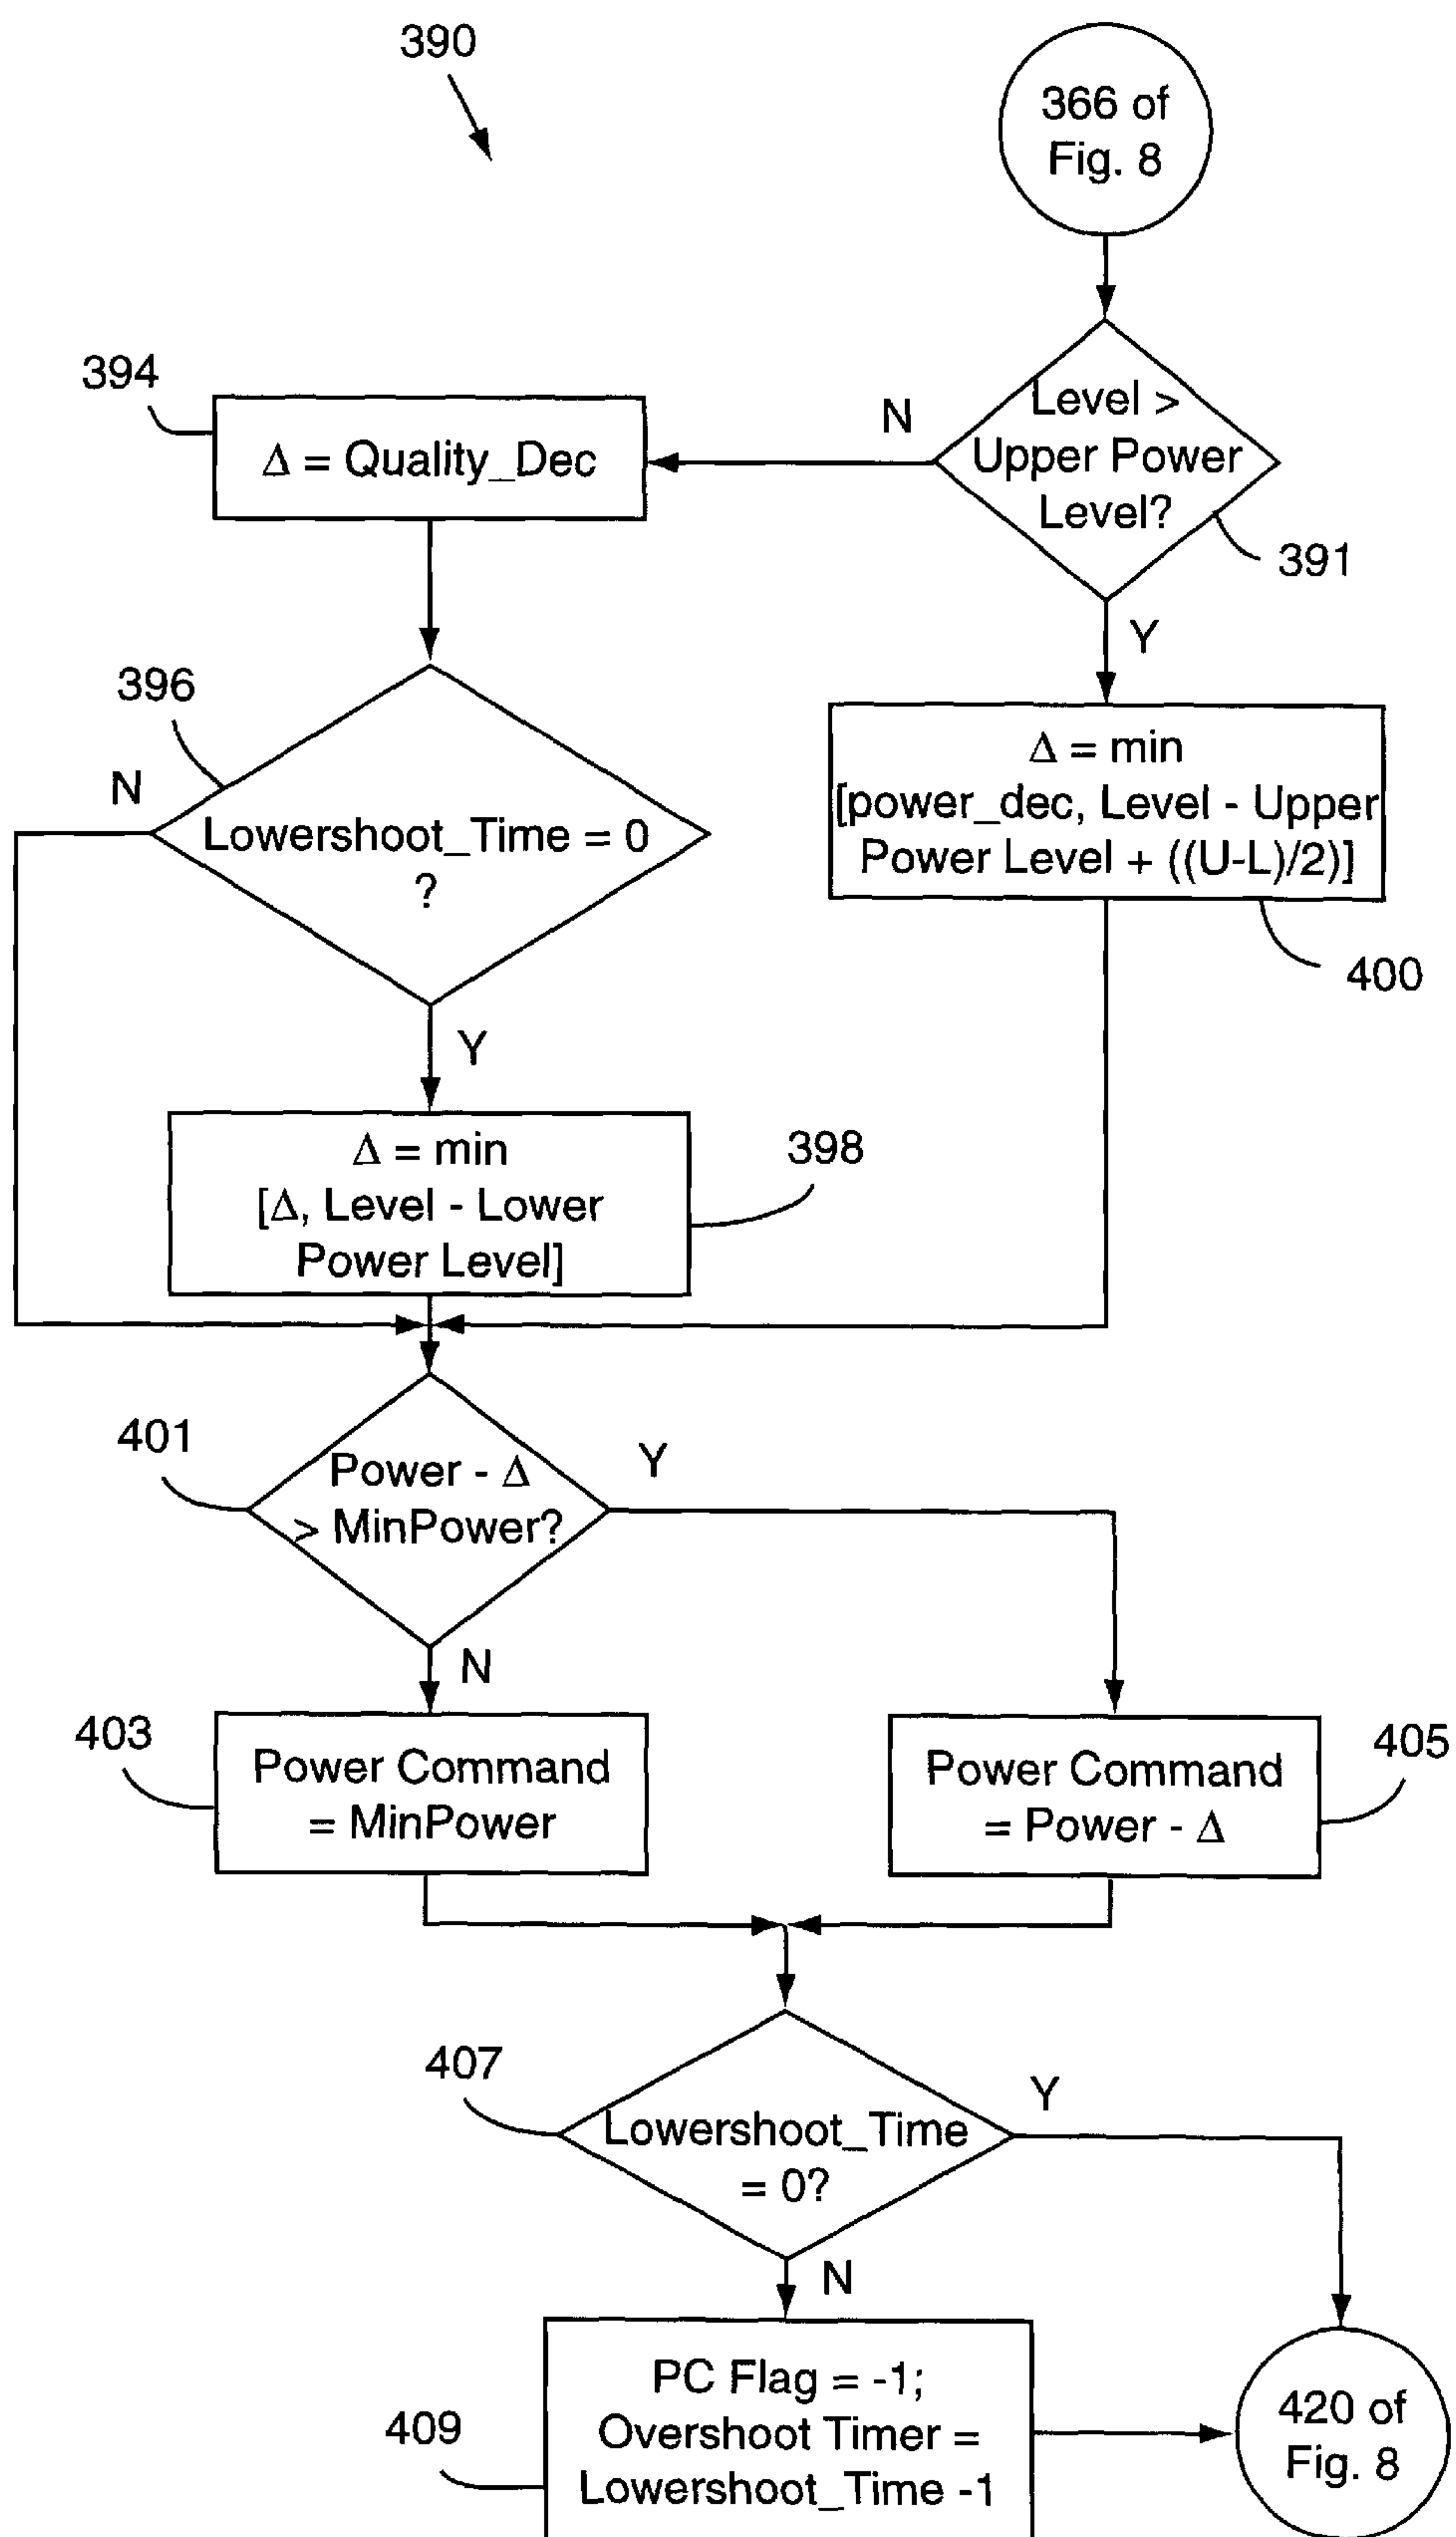 390
366 of
Fig. 8
394
Δ = Quality_Dec
N
Level >
Upper Power
Level?
391
Y
396
N
Lowershoot_Time = 0
?
Δ = min
[power_dec, Level - Upper
Power Level + ((U-L)/2)]
400
Y
Δ = min
[Δ, Level - Lower
Power Level]
398
401
Power - Δ
> MinPower?
Y
N
403
Power Command
= MinPower
Power Command
= Power - Δ
405
407
Lowershoot_Time
= 0?
Y
N
409
PC Flag = -1;
Overshoot Timer =
Lowershoot_Time -1
420 of
Fig. 8